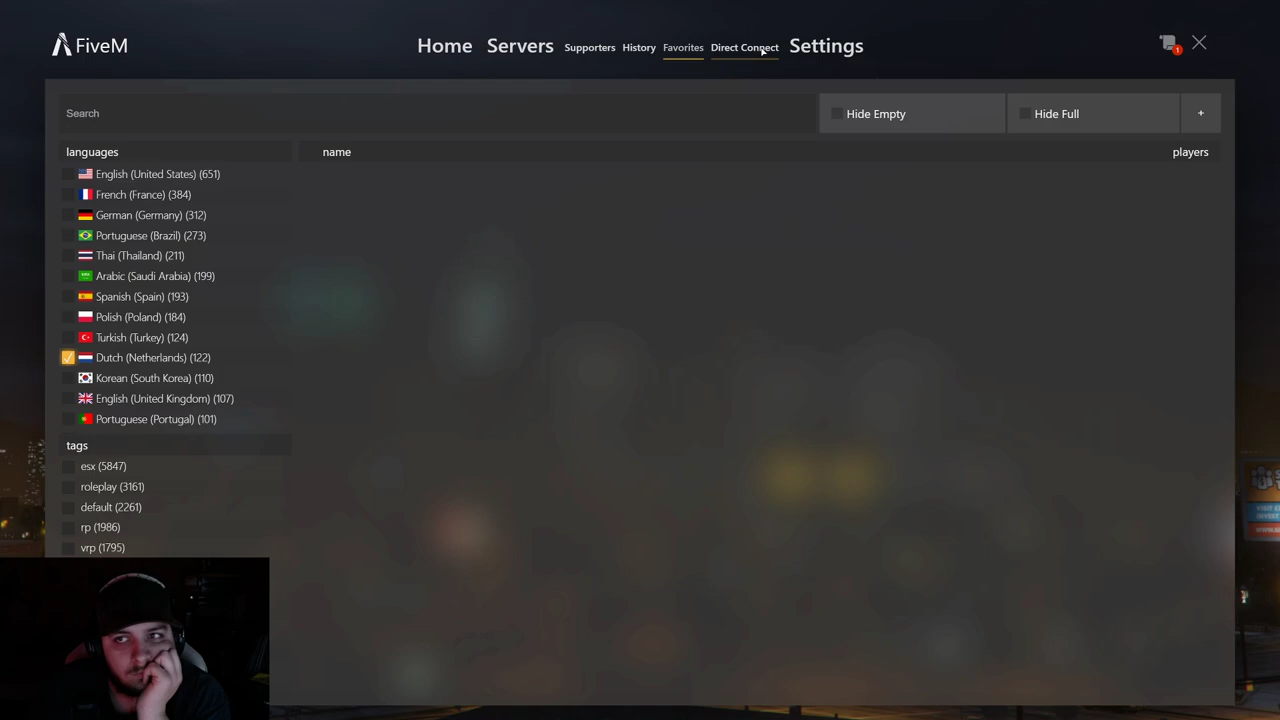 FiveM
Home Servers Supporters History Favorites Direct Connect Settings
1
Search
Hide Empty
Hide Full
+
languages
name
players
English (United States) (651)
French (France) (384)
German (Germany) (312)
Portuguese (Brazil) (273)
Thai (Thailand) (211)
Arabic (Saudi Arabia) (199)
Spanish (Spain) (193)
Polish (Poland) (184)
Turkish (Turkey) (124)
Dutch (Netherlands) (122)
Korean (South Korea) (110)
English (United Kingdom) (107)
Portuguese (Portugal) (101)
tags
esx (5847)
roleplay (3161)
default (2261)
rp (1986)
vrp (1795)